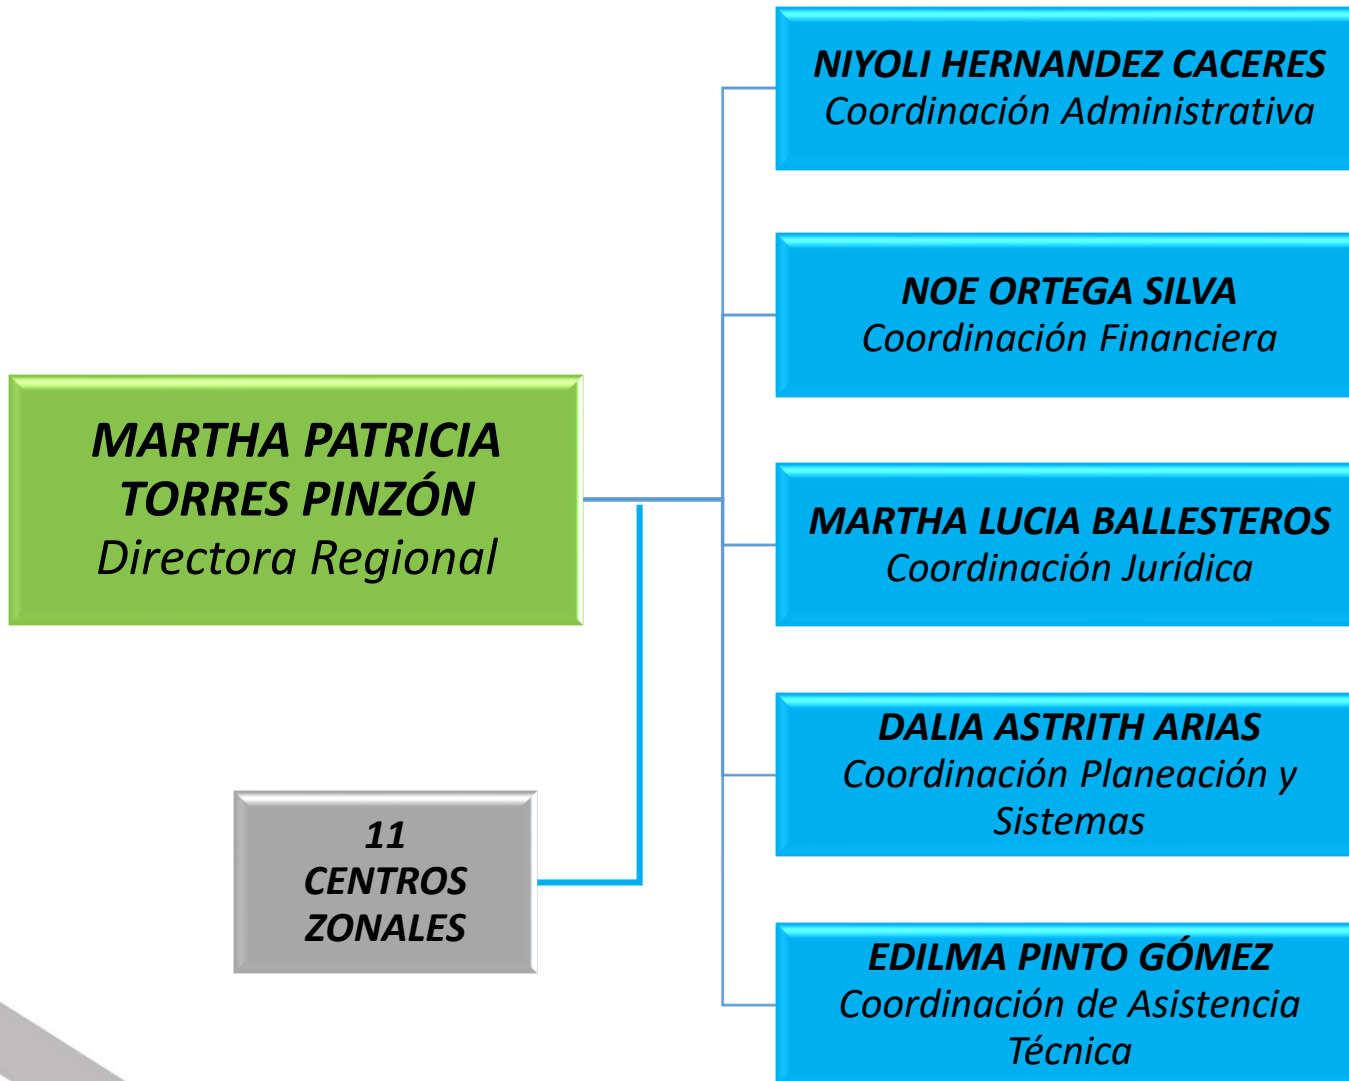 NIYOLI HERNANDEZ CACERES
Coordinación Administrativa
NOE ORTEGA SILVA
Coordinación Financiera
MARTHA PATRICIA
TORRES PINZÓN
Directora Regional
MARTHA LUCIA BALLESTEROS
Coordinación Jurídica
DALIA ASTRITH ARIAS
Coordinación Planeación y
Sistemas
11
CENTROS
ZONALES
EDILMA PINTO GÓMEZ
Coordinación de Asistencia
Técnica